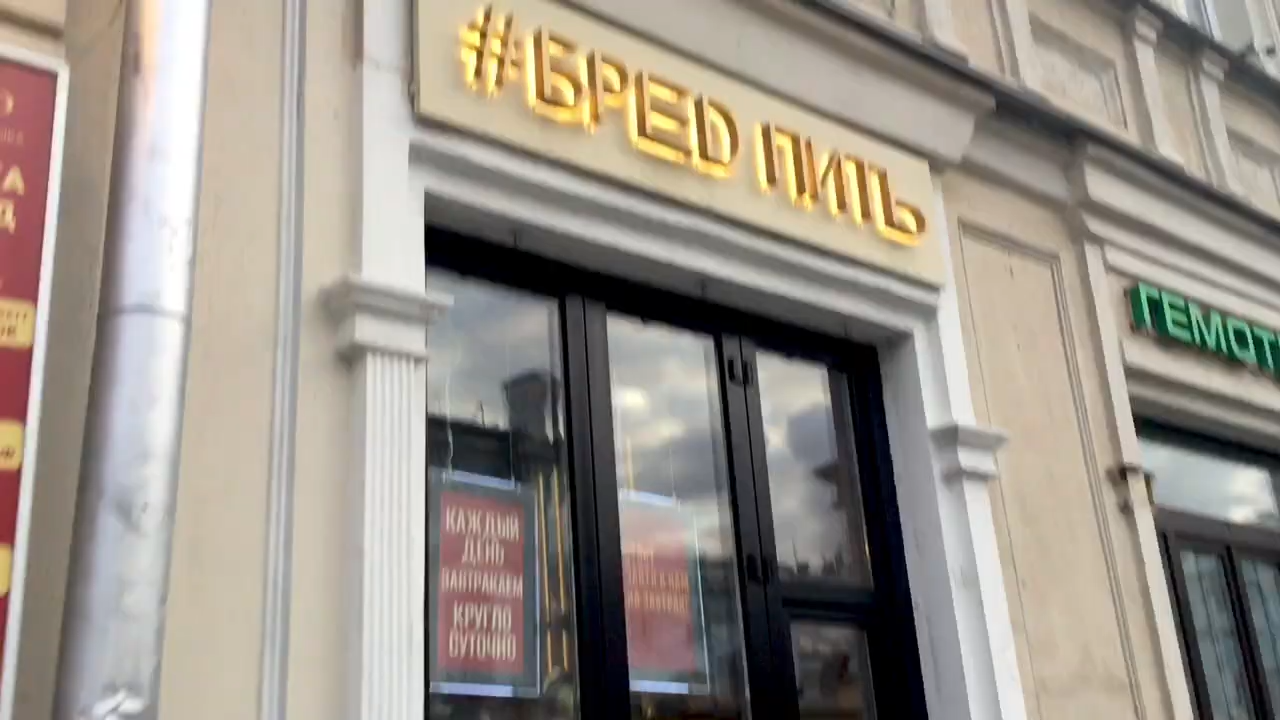 #БРЕD ПИТЬ
ГЕМОТ
КАЖДЫЙ
ДЕНЬ
ЗАВТРАКАЕМ
КРУГЛО
СУТОЧНО